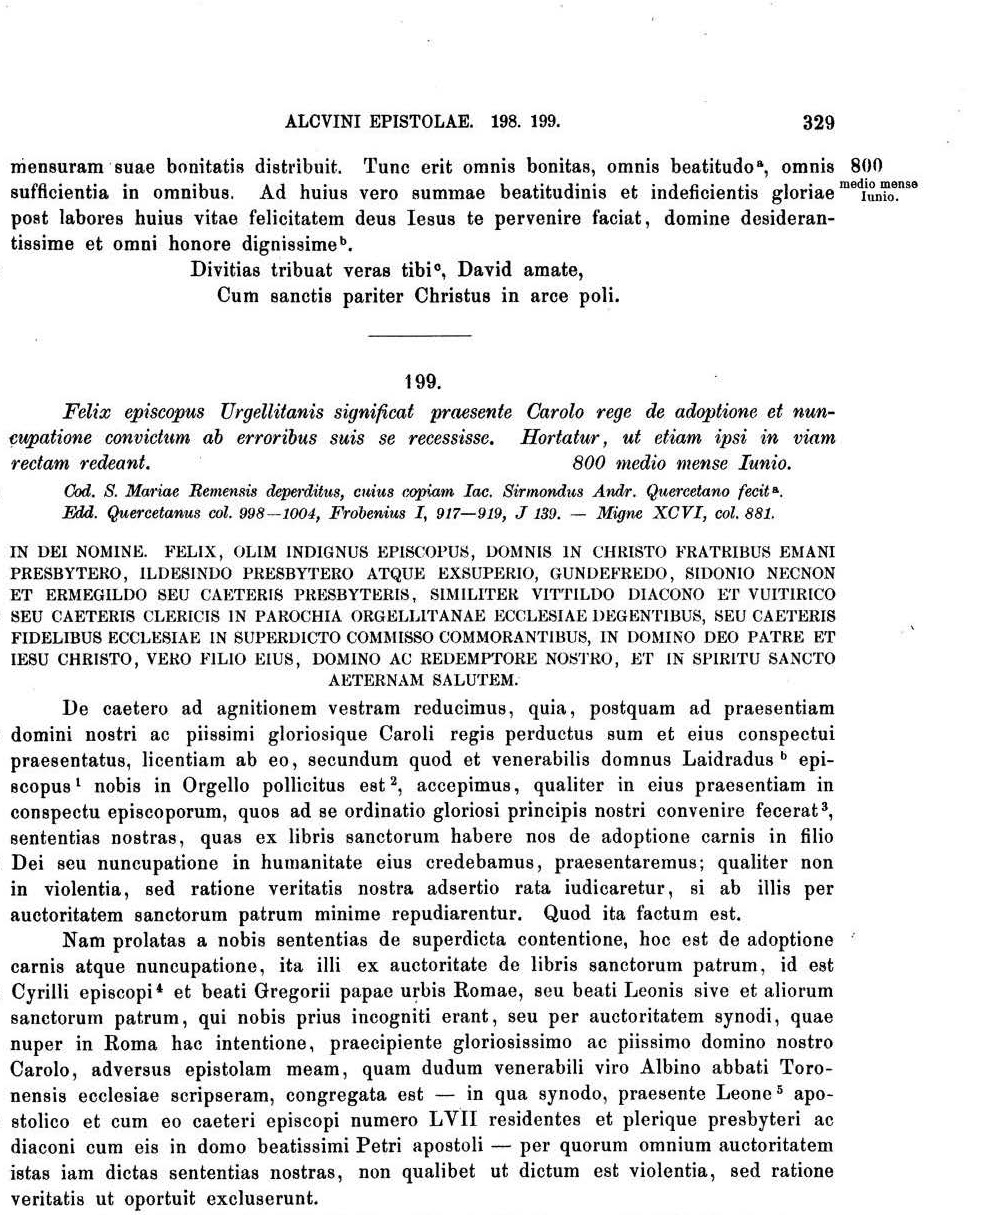 ALCVINI EPISTOLAE. 198. 199. 329
mensuram suae bonitatis distribuit. Tunc erit omnis bonitas, omnis beatitudo ᵃ, omnis 800
sufficientia in omnibus. Ad huius vero summae beatitudinis et indeficientis gloriae medio mense
Iunio.
post labores huius vitae felicitatem deus Iesus te pervenire faciat, domine desideran-
tissime et omni honore dignissime ᵇ.
Divitias tribuat veras tibi ᶜ, David amate,
Cum sanctis pariter Christus in arce poli.
199.
Felix episcopus Urgellitanis significat praesente Carolo rege de adoptione et nun-
cupatione convictum ab erroribus suis se recessisse. Hortatur, ut etiam ipsi in viam
rectam redeant. 800 medio mense Iunio.
Cod. S. Mariae Remensis deperditus, cuius copiam Iac. Sirmondus Andr. Quercetano fecit ᵃ.
Edd. Quercetanus col. 998—1004, Frobenius I, 917—919, J 139. — Migne XCVI, col. 881.
IN DEI NOMINE. FELIX, OLIM INDIGNUS EPISCOPUS, DOMNIS IN CHRISTO FRATRIBUS EMANI
PRESBYTERO, ILDESINDO PRESBYTERO ATQUE EXSUPERIO, GUNDEFREDO, SIDONIO NECNON
ET ERMEGILDO SEU CAETERIS PRESBYTERIS, SIMILITER VITTILDO DIACONO ET VUITIRICO
SEU CAETERIS CLERICIS IN PAROCHIA ORGELLITANAE ECCLESIAE DEGENTIBUS, SEU CAETERIS
FIDELIBUS ECCLESIAE IN SUPERDICTO COMMISSO COMMORANTIBUS, IN DOMINO DEO PATRE ET
IESU CHRISTO, VERO FILIO EIUS, DOMINO AC REDEMPTORE NOSTRO, ET IN SPIRITU SANCTO
AETERNAM SALUTEM.
De caetero ad agnitionem vestram reducimus, quia, postquam ad praesentiam
domini nostri ac piissimi gloriosique Caroli regis perductus sum et eius conspectui
praesentatus, licentiam ab eo, secundum quod et venerabilis domnus Laidradus ᵇ epi-
scopus ¹ nobis in Orgello pollicitus est ², accepimus, qualiter in eius praesentiam in
conspectu episcoporum, quos ad se ordinatio gloriosi principis nostri convenire fecerat ³,
sententias nostras, quas ex libris sanctorum habere nos de adoptione carnis in filio
Dei seu nuncupatione in humanitate eius credebamus, praesentaremus; qualiter non
in violentia, sed ratione veritatis nostra adsertio rata iudicaretur, si ab illis per
auctoritatem sanctorum patrum minime repudiarentur. Quod ita factum est.
Nam prolatas a nobis sententias de superdicta contentione, hoc est de adoptione
carnis atque nuncupatione, ita illi ex auctoritate de libris sanctorum patrum, id est
Cyrilli episcopi ⁴ et beati Gregorii papae urbis Romae, seu beati Leonis sive et aliorum
sanctorum patrum, qui nobis prius incogniti erant, seu per auctoritatem synodi, quae
nuper in Roma hac intentione, praecipiente gloriosissimo ac piissimo domino nostro
Carolo, adversus epistolam meam, quam dudum venerabili viro Albino abbati Toro-
nensis ecclesiae scripseram, congregata est — in qua synodo, praesente Leone ⁵ apo-
stolico et cum eo caeteri episcopi numero LVII residentes et plerique presbyteri ac
diaconi cum eis in domo beatissimi Petri apostoli — per quorum omnium auctoritatem
istas iam dictas sententias nostras, non qualibet ut dictum est violentia, sed ratione
veritatis ut oportuit excluserunt.